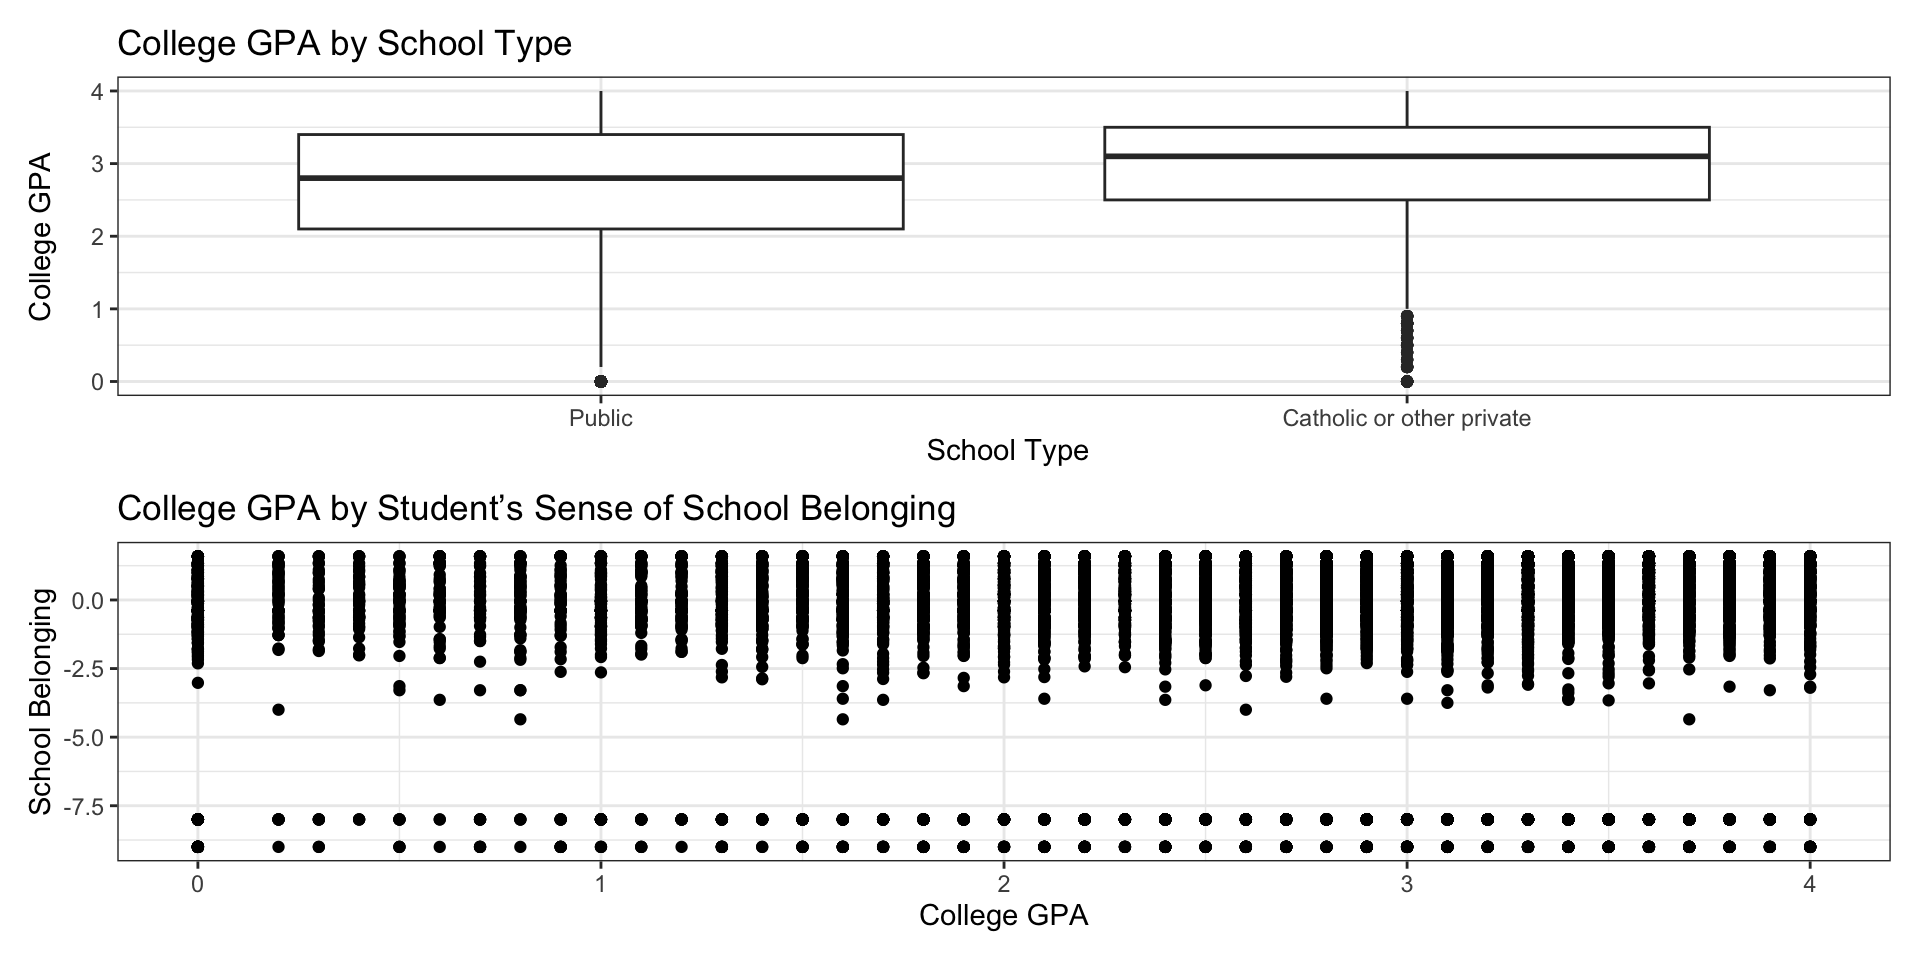 College GPA by School Type
4
3
2
1
0
College GPA
Public Catholic or other private
School Type
College GPA by Student’s Sense of School Belonging
0.0
-2.5
-5.0
-7.5
School Belonging
0 1 2 3 4
College GPA